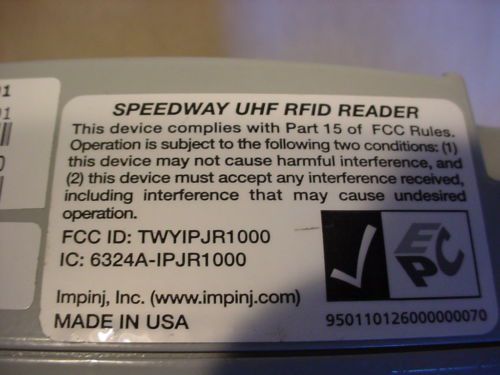 01
01
0
SPEEDWAY UHF RFID READER
This device complies with Part 15 of FCC Rules.
Operation is subject to the following two conditions: (1)
this device may not cause harmful interference, and
(2) this device must accept any interference received,
including interference that may cause undesired
operation.
FCC ID: TWYIPJR1000
IC: 6324A-IPJR1000
EPC
Impinj, Inc. (www.impinj.com)
MADE IN USA
950110126000000070